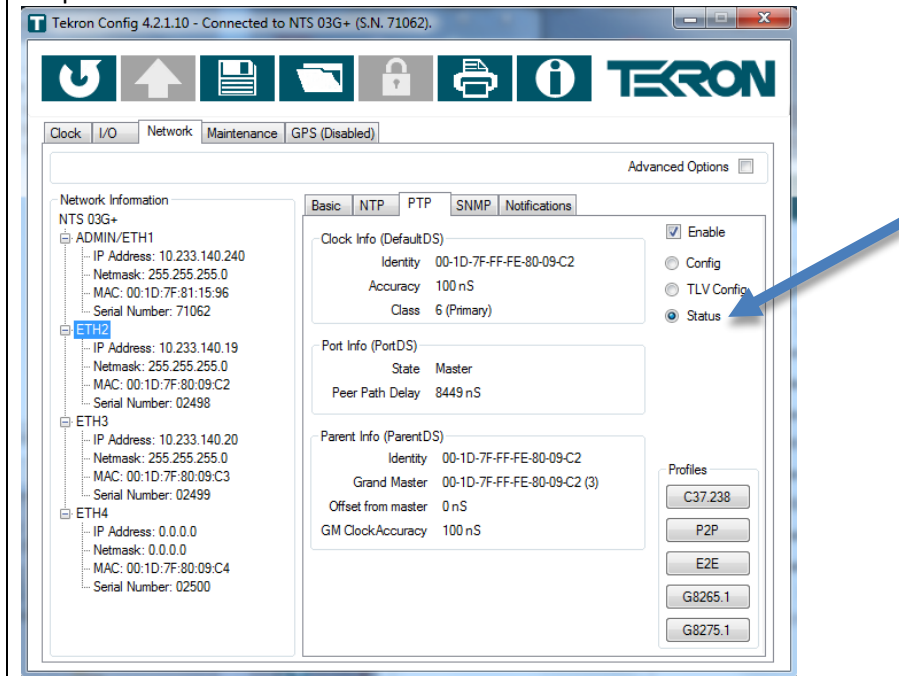 Tekron Config 4.2.1.10 - Connected to NTS 03G+ (S.N. 71062).
TEKRON
Clock I/O Network Maintenance GPS (Disabled)
Advanced Options
Network Information
NTS 03G+
ADMIN/ETH1
IP Address: 10.233.140.240
Netmask: 255.255.255.0
MAC: 00:1D:7F:81:15:96
Serial Number: 71062
ETH2
IP Address: 10.233.140.19
Netmask: 255.255.255.0
MAC: 00:1D:7F:80:09:C2
Serial Number: 02498
ETH3
IP Address: 10.233.140.20
Netmask: 255.255.255.0
MAC: 00:1D:7F:80:09:C3
Serial Number: 02499
ETH4
IP Address: 0.0.0.0
Netmask: 0.0.0.0
MAC: 00:1D:7F:80:09:C4
Serial Number: 02500
Basic NTP PTP SNMP Notifications
Clock Info (DefaultDS)
Identity 00-1D-7F-FF-FE-80-09-C2
Accuracy 100 nS
Class 6 (Primary)
Port Info (PortDS)
State Master
Peer Path Delay 8449 nS
Parent Info (ParentDS)
Identity 00-1D-7F-FF-FE-80-09-C2
Grand Master 00-1D-7F-FF-FE-80-09-C2 (3)
Offset from master 0 nS
GM ClockAccuracy 100 nS
Enable
Config
TLV Config
Status
Profiles
C37.238
P2P
E2E
G8265.1
G8275.1